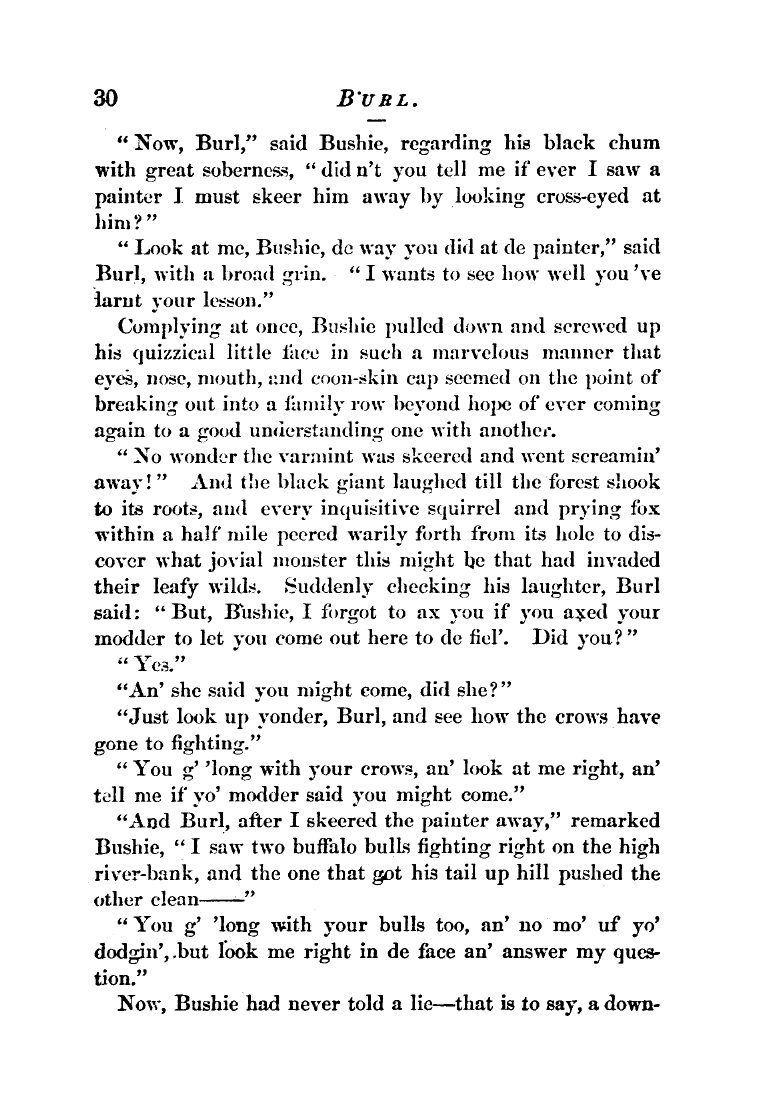 30 BURL.
“Now, Burl,” said Bushie, regarding his black chum
with great soberness, “did n’t you tell me if ever I saw a
painter I must skeer him away by looking cross-eyed at
him?”
“Look at me, Bushie, de way you did at de painter,” said
Burl, with a broad grin. “I wants to see how well you ’ve
larnt your lesson.”
Complying at once, Bushie pulled down and screwed up
his quizzical little face in such a marvelous manner that
eyes, nose, mouth, and coon-skin cap seemed on the point of
breaking out into a family row beyond hope of ever coming
again to a good understanding one with another.
“No wonder the varmint was skeered and went screamin’
away!” And the black giant laughed till the forest shook
to its roots, and every inquisitive squirrel and prying fox
within a half mile peered warily forth from its hole to dis-
cover what jovial monster this might be that had invaded
their leafy wilds. Suddenly checking his laughter, Burl
said: “But, Bushie, I forgot to ax you if you axed your
modder to let you come out here to de fiel’. Did you?”
“Yes.”
“An’ she said you might come, did she?”
“Just look up yonder, Burl, and see how the crows have
gone to fighting.”
“You g’ ’long with your crows, an’ look at me right, an’
tell me if yo’ modder said you might come.”
“And Burl, after I skeered the painter away,” remarked
Bushie, “I saw two buffalo bulls fighting right on the high
river-bank, and the one that got his tail up hill pushed the
other clean——”
“You g’ ’long with your bulls too, an’ no mo’ uf yo’
dodgin’, but look me right in de face an’ answer my ques-
tion.”
Now, Bushie had never told a lie—that is to say, a down-